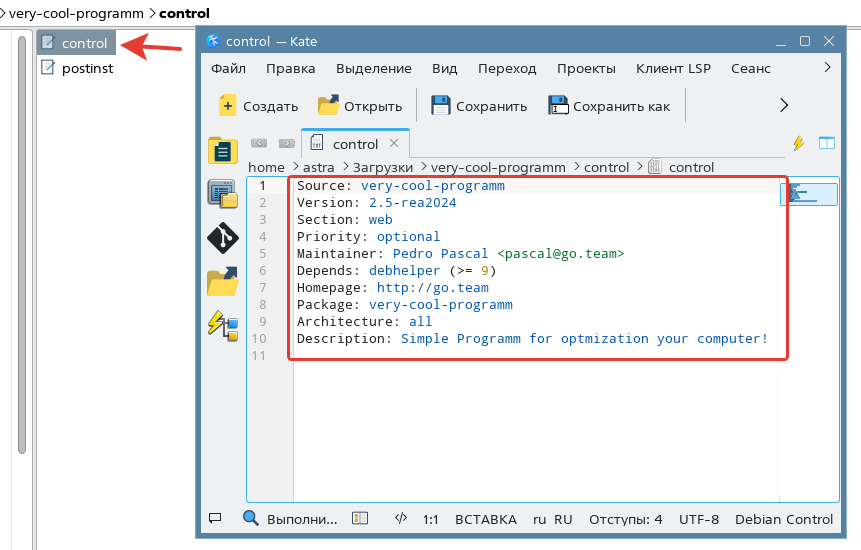 very-cool-programm control
control
postinst
control — Kate
Файл Правка Выделение Вид Переход Проекты Клиент LSP Сеанс
Создать Открыть Сохранить Сохранить как
control
home astra Загрузки very-cool-programm control control
1 Source: very-cool-programm
2 Version: 2.5-rea2024
3 Section: web
4 Priority: optional
5 Maintainer: Pedro Pascal <pascal@go.team>
6 Depends: debhelper (>= 9)
7 Homepage: http://go.team
8 Package: very-cool-programm
9 Architecture: all
10 Description: Simple Programm for optmization your computer!
11
Выполни... 1:1 ВСТАВКА ru RU Отступы: 4 UTF-8 Debian Control